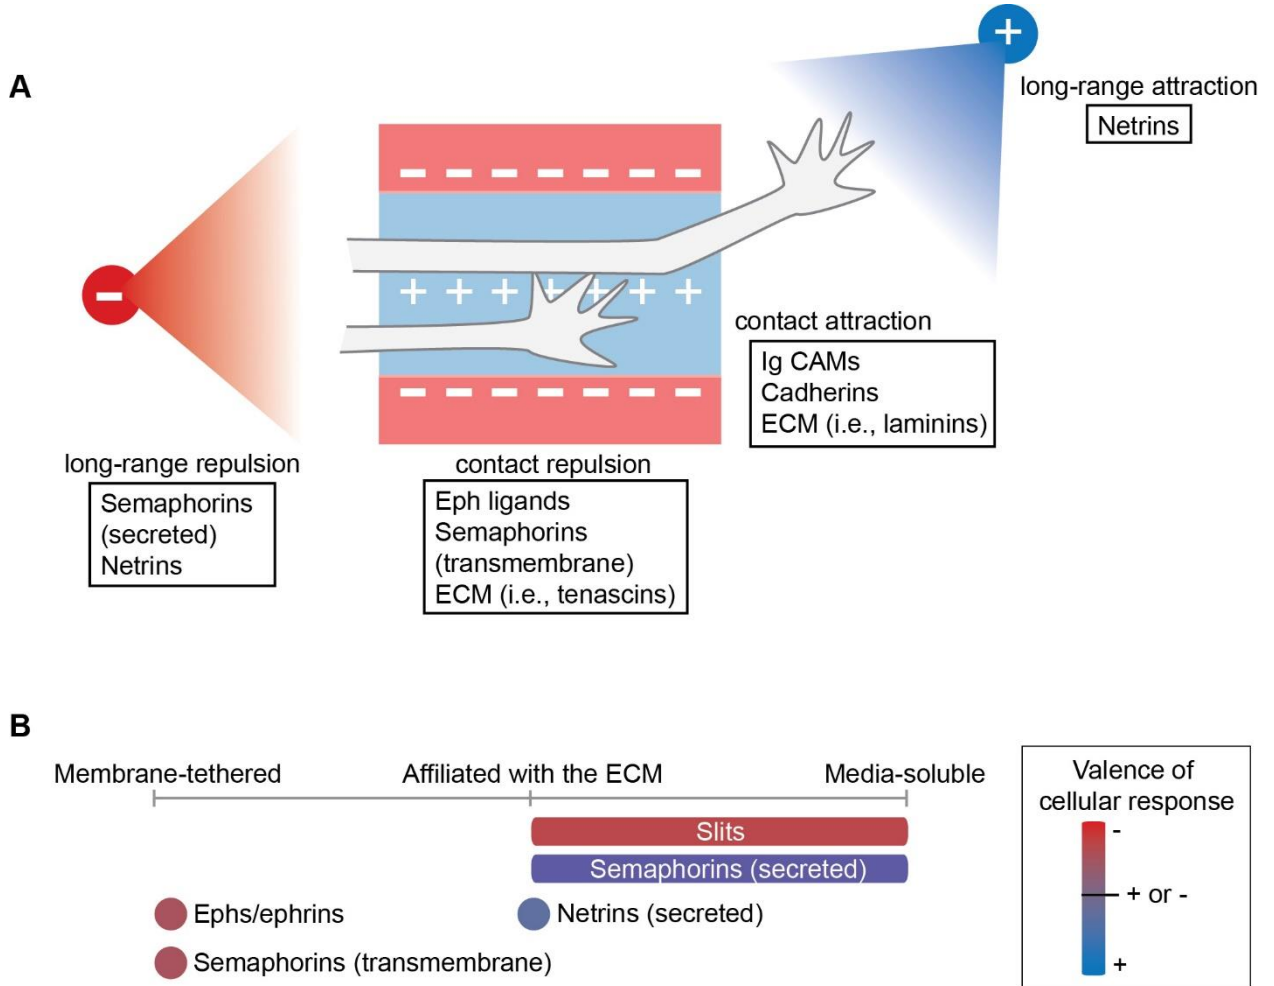 A
+
long-range attraction
Netrins
- - - - - - -
-
+ + + + + + +
- - - - - - -
contact attraction
Ig CAMs
Cadherins
ECM (i.e., laminins)
long-range repulsion
Semaphorins
(secreted)
Netrins
contact repulsion
Eph ligands
Semaphorins
(transmembrane)
ECM (i.e., tenascins)
B
Membrane-tethered
Affiliated with the ECM
Media-soluble
Slits
Semaphorins (secreted)
Ephs/ephrins
Netrins (secreted)
Semaphorins (transmembrane)
Valence of
cellular response
-
+ or -
+